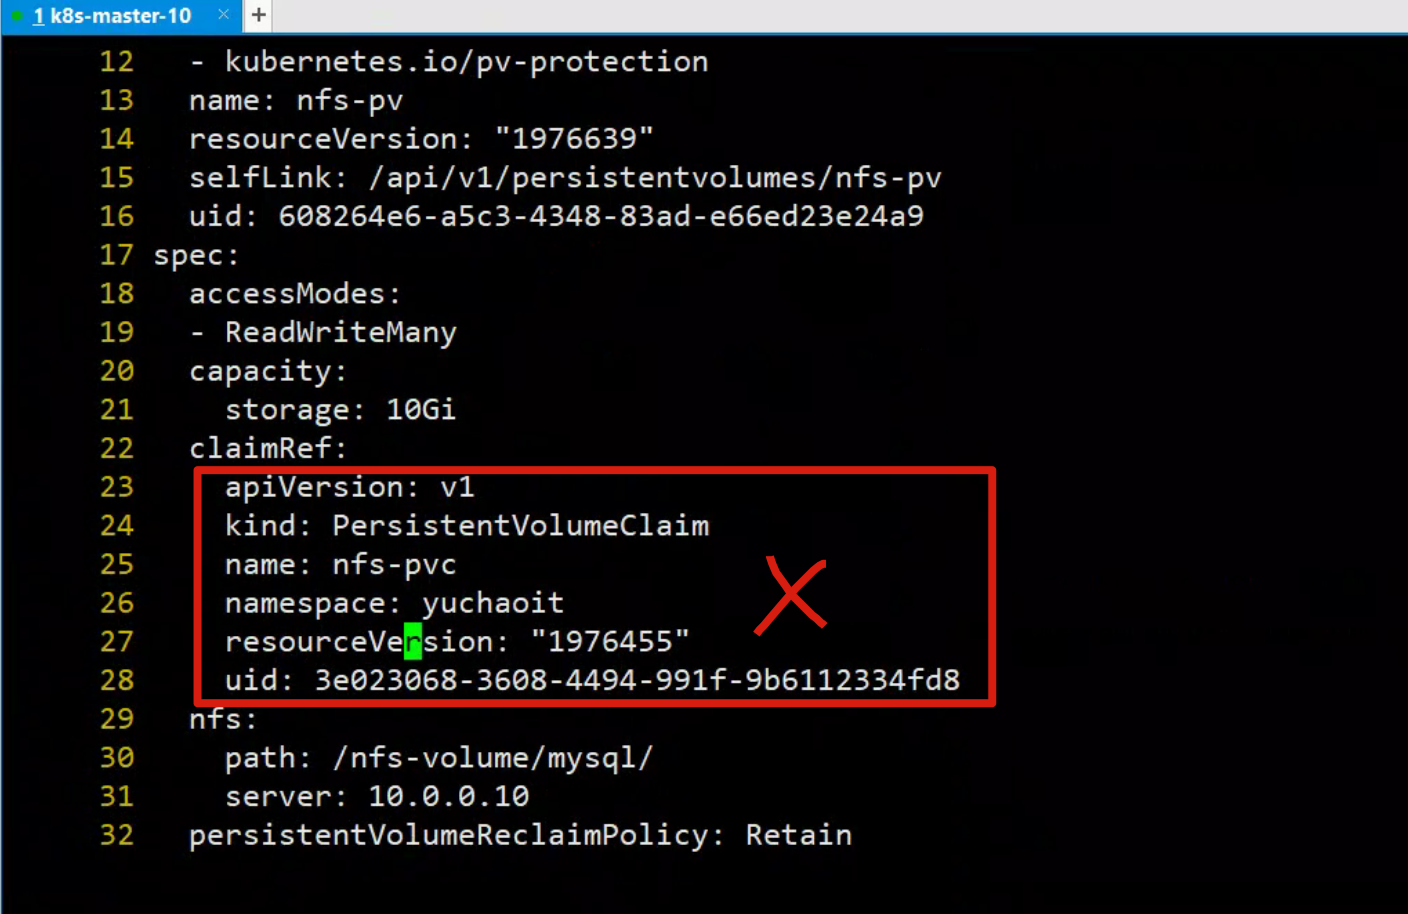 1 k8s-master-10 × +
12 - kubernetes.io/pv-protection
13 name: nfs-pv
14 resourceVersion: "1976639"
15 selfLink: /api/v1/persistentvolumes/nfs-pv
16 uid: 608264e6-a5c3-4348-83ad-e66ed23e24a9
17 spec:
18 accessModes:
19 - ReadWriteMany
20 capacity:
21 storage: 10Gi
22 claimRef:
23 apiVersion: v1
24 kind: PersistentVolumeClaim
25 name: nfs-pvc
26 namespace: yuchaoit
27 resourceVersion: "1976455"
28 uid: 3e023068-3608-4494-991f-9b6112334fd8
29 nfs:
30 path: /nfs-volume/mysql/
31 server: 10.0.0.10
32 persistentVolumeReclaimPolicy: Retain